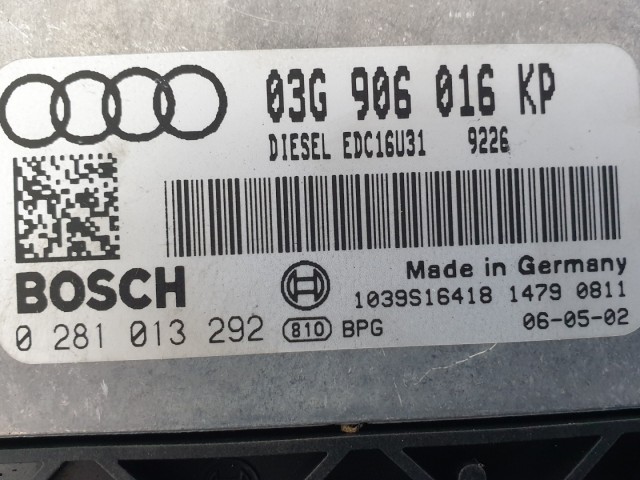 03G 906 016 KP
DIESEL EDC16U31 9226
BOSCH
Made in Germany
1039S16418 1479 0811
0 281 013 292 810 BPG
06-05-02